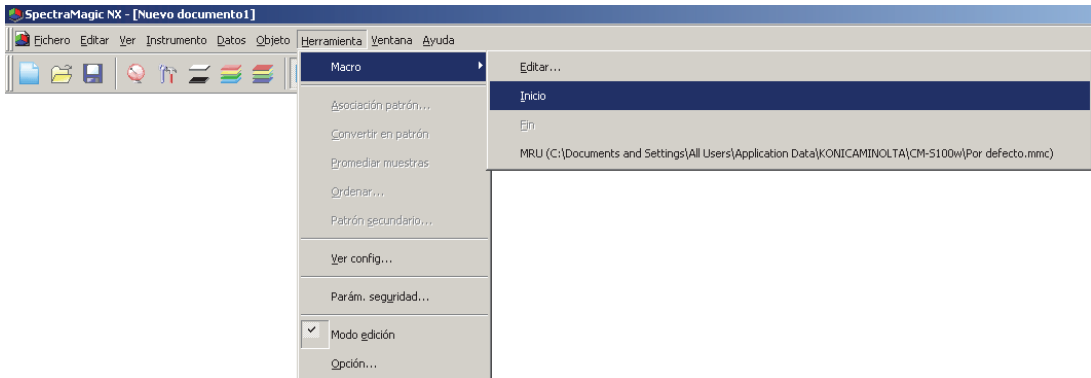 SpectraMagic NX - [Nuevo documento1]
Fichero Editar Ver Instrumento Datos Objeto Herramienta Ventana Ayuda
Macro
Editar...
Inicio
Fin
MRU (C:\Documents and Settings\All Users\Application Data\KONICAMINOLTA\CM-S100w\Por defecto.mmc)
Asociación patrón...
Convertir en patrón
Promediar muestras
Ordenar...
Patrón secundario...
Ver config...
Parám. seguridad...
Modo edición
Opción...